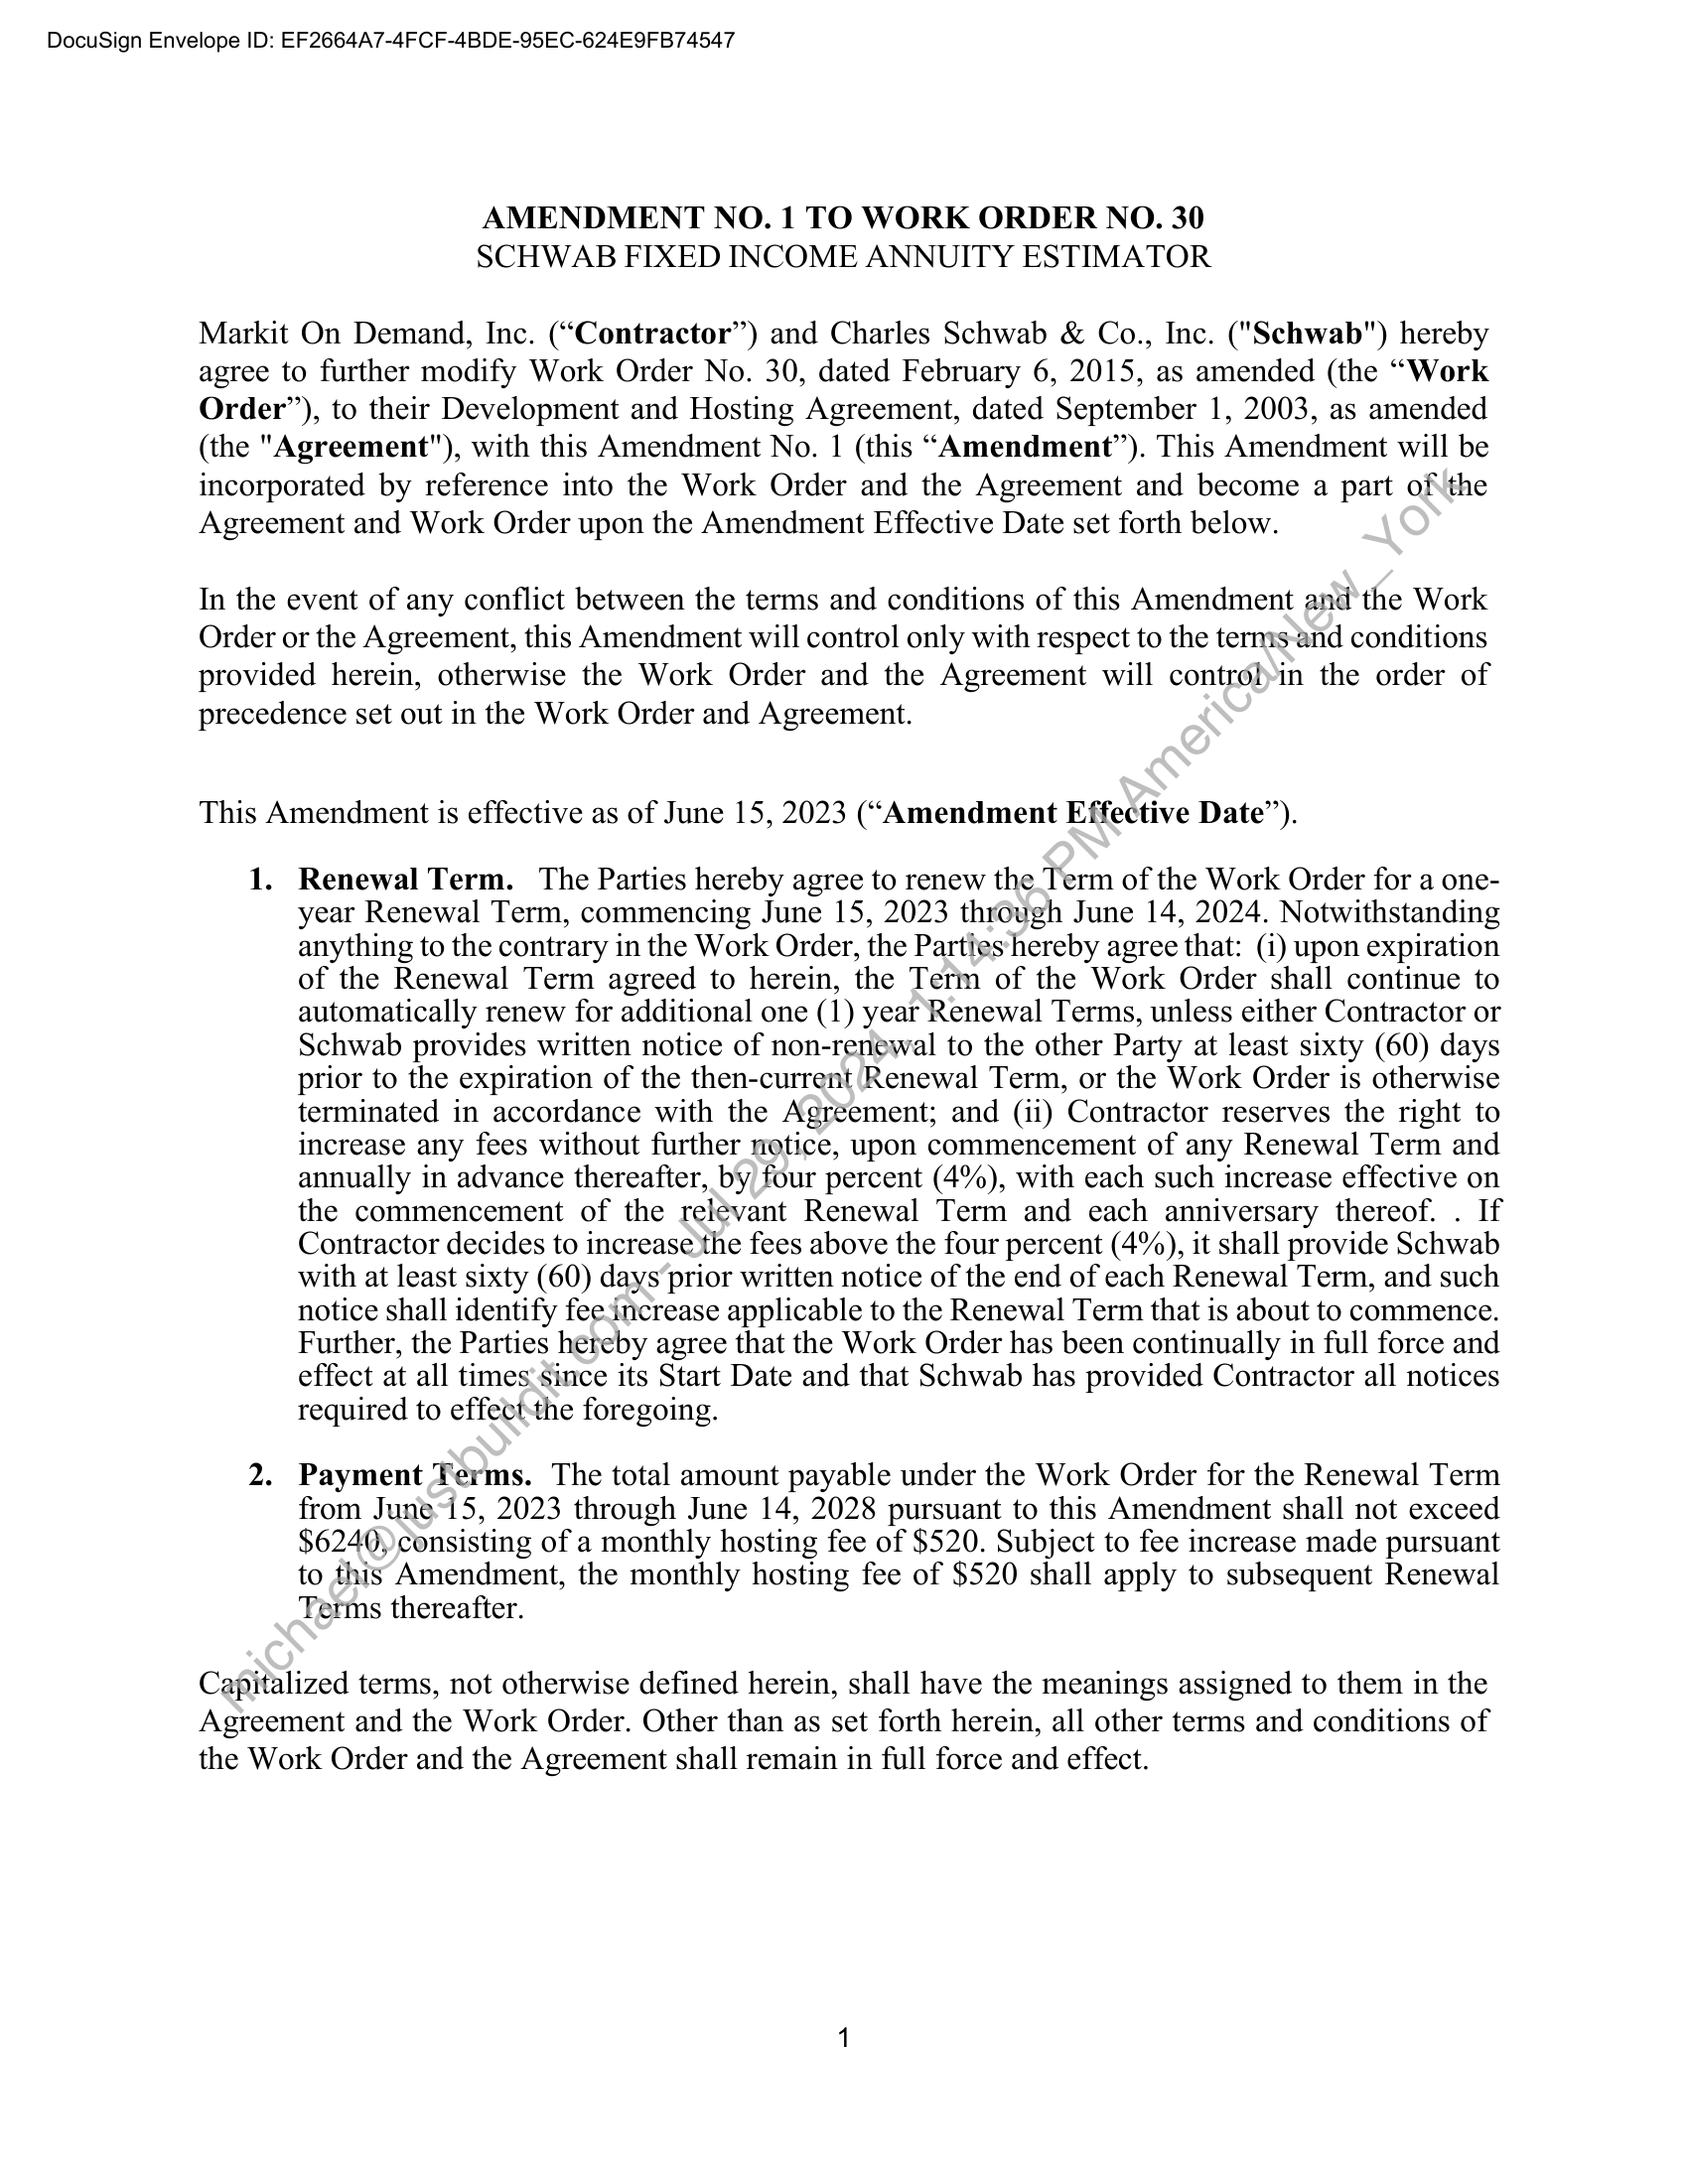 DocuSign Envelope ID: EF2664A7-4FCF-4BDE-95EC-624E9FB74547
AMENDMENT NO. 1 TO WORK ORDER NO. 30
SCHWAB FIXED INCOME ANNUITY ESTIMATOR
Markit On Demand, Inc. (“Contractor”) and Charles Schwab & Co., Inc. ("Schwab") hereby
agree to further modify Work Order No. 30, dated February 6, 2015, as amended (the “Work
Order”), to their Development and Hosting Agreement, dated September 1, 2003, as amended
(the "Agreement"), with this Amendment No. 1 (this “Amendment”). This Amendment will be
incorporated by reference into the Work Order and the Agreement and become a part of the
Agreement and Work Order upon the Amendment Effective Date set forth below.
In the event of any conflict between the terms and conditions of this Amendment and the Work
Order or the Agreement, this Amendment will control only with respect to the terms and conditions
provided herein, otherwise the Work Order and the Agreement will control in the order of
precedence set out in the Work Order and Agreement.
This Amendment is effective as of June 15, 2023 (“Amendment Effective Date”).
1. Renewal Term. The Parties hereby agree to renew the Term of the Work Order for a one-
year Renewal Term, commencing June 15, 2023 through June 14, 2024. Notwithstanding
anything to the contrary in the Work Order, the Parties hereby agree that: (i) upon expiration
of the Renewal Term agreed to herein, the Term of the Work Order shall continue to
automatically renew for additional one (1) year Renewal Terms, unless either Contractor or
Schwab provides written notice of non-renewal to the other Party at least sixty (60) days
prior to the expiration of the then-current Renewal Term, or the Work Order is otherwise
terminated in accordance with the Agreement; and (ii) Contractor reserves the right to
increase any fees without further notice, upon commencement of any Renewal Term and
annually in advance thereafter, by four percent (4%), with each such increase effective on
the commencement of the relevant Renewal Term and each anniversary thereof. . If
Contractor decides to increase the fees above the four percent (4%), it shall provide Schwab
with at least sixty (60) days prior written notice of the end of each Renewal Term, and such
notice shall identify fee increase applicable to the Renewal Term that is about to commence.
Further, the Parties hereby agree that the Work Order has been continually in full force and
effect at all times since its Start Date and that Schwab has provided Contractor all notices
required to effect the foregoing.
2. Payment Terms. The total amount payable under the Work Order for the Renewal Term
from June 15, 2023 through June 14, 2028 pursuant to this Amendment shall not exceed
$6240, consisting of a monthly hosting fee of $520. Subject to fee increase made pursuant
to this Amendment, the monthly hosting fee of $520 shall apply to subsequent Renewal
Terms thereafter.
Capitalized terms, not otherwise defined herein, shall have the meanings assigned to them in the
Agreement and the Work Order. Other than as set forth herein, all other terms and conditions of
the Work Order and the Agreement shall remain in full force and effect.
michael@justbuildit.com - Jul 29, 2024, 1:14:36 PM America/New_York
1